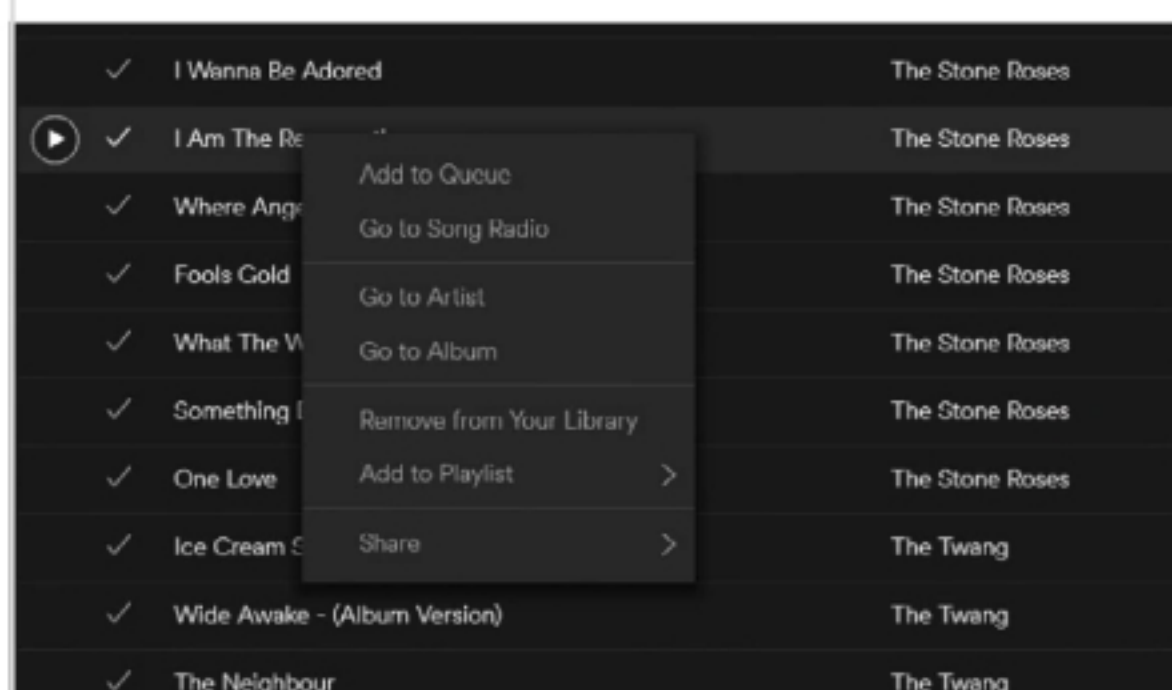 I Wanna Be Adored The Stone Roses
I Am The The Stone Roses
Add to Queue
Where The Stone Roses
Go to Song Radio
Fools Gold The Stone Roses
Go to Artist
What The The Stone Roses
Go to Album
Something The Stone Roses
Remove from Your Library
One Love The Stone Roses
Add to Playlist
Ice Cream The Twang
Share
Wide Awake - (Album Version) The Twang
The Neighbour The Twang